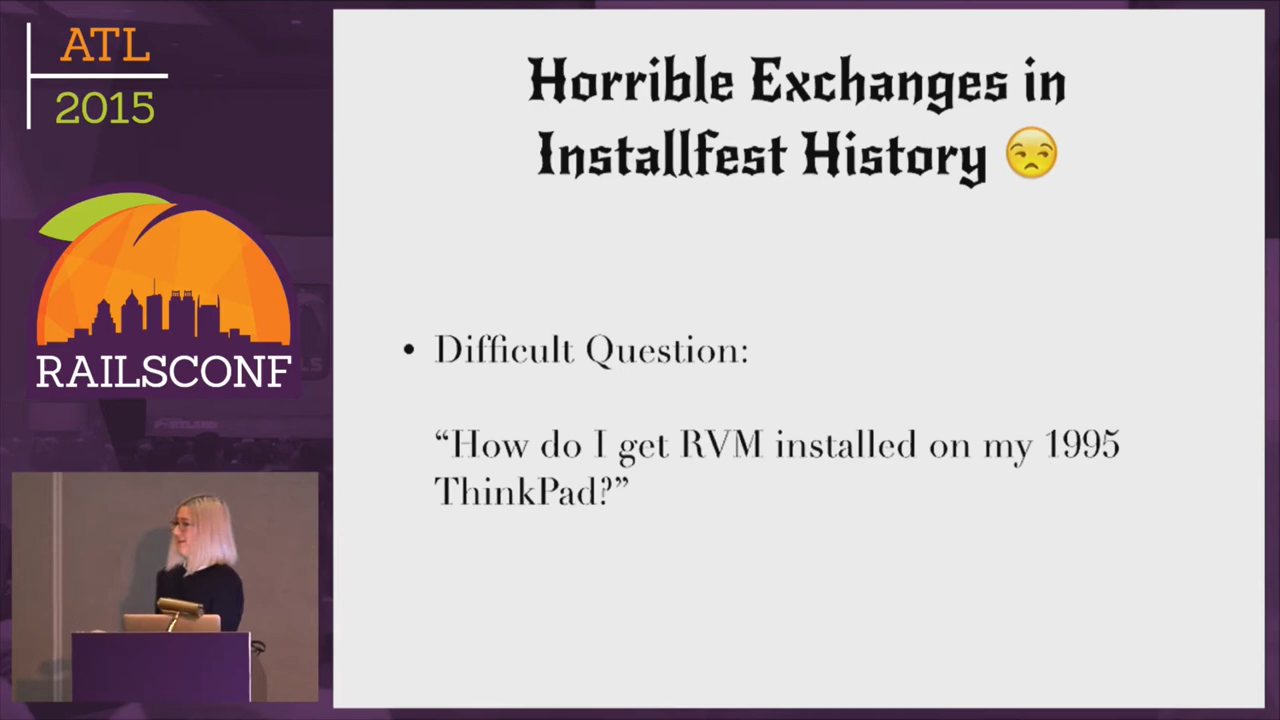 ATL
2015
RAILSCONF
Horrible Exchanges in
Installfest History 😒
• Difficult Question:
“How do I get RVM installed on my 1995
ThinkPad?”